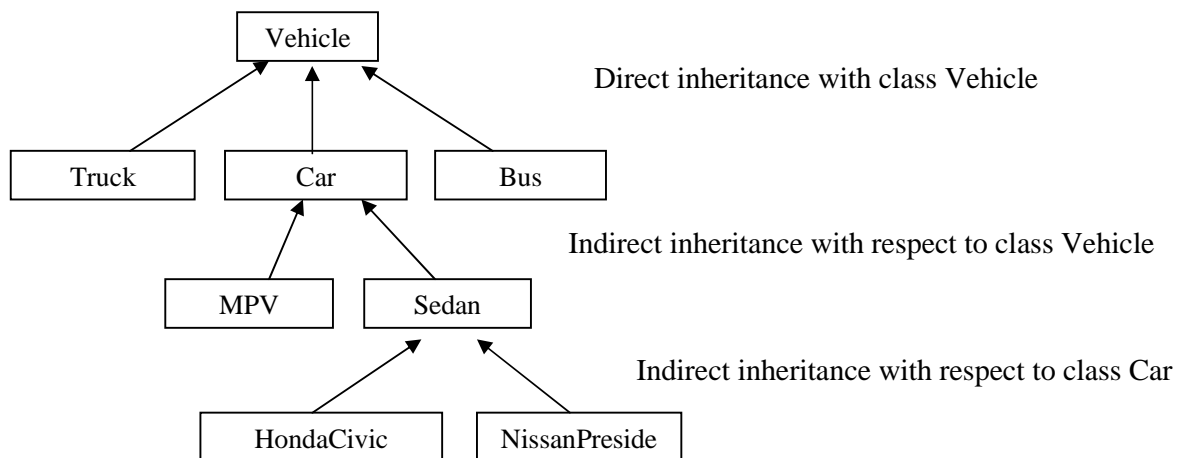 Vehicle
Direct inheritance with class Vehicle
Truck
Car
Bus
Indirect inheritance with respect to class Vehicle
MPV
Sedan
Indirect inheritance with respect to class Car
HondaCivic
NissanPreside